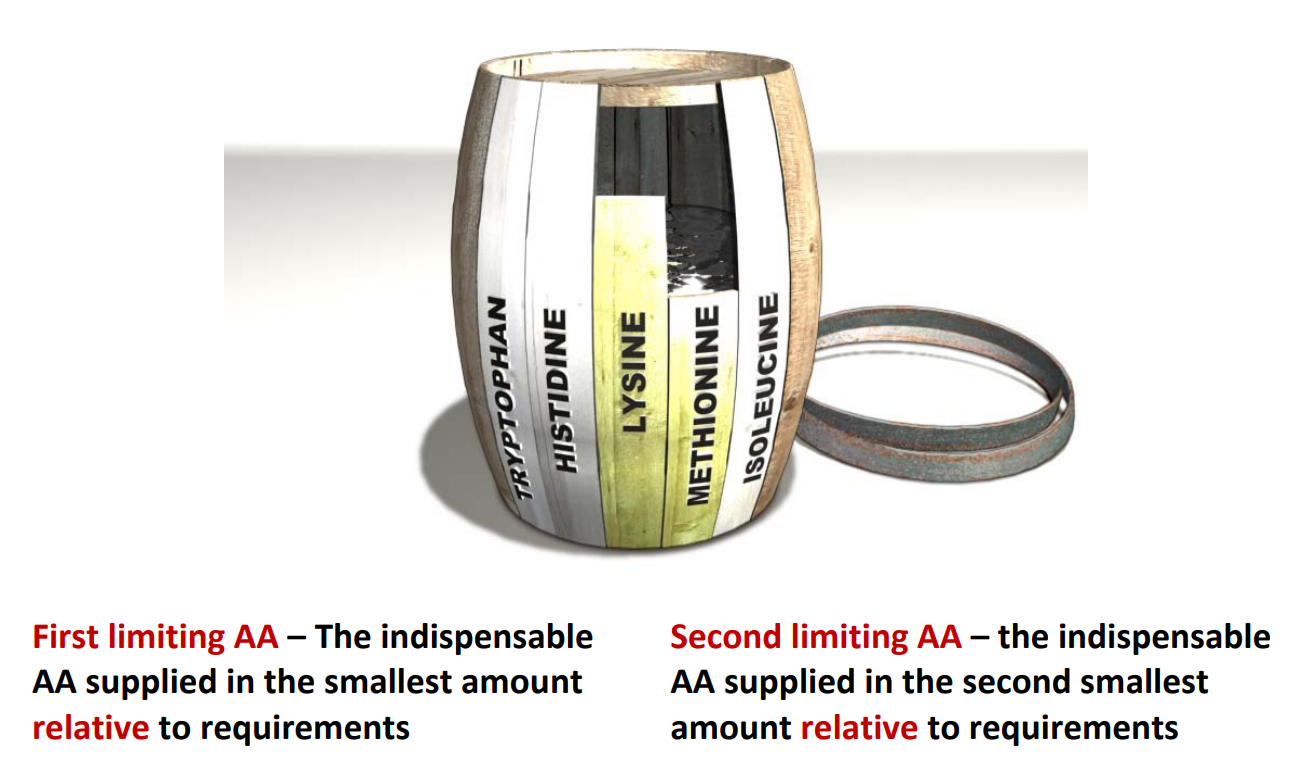 TRYPTOPHAN
HISTIDINE
LYSINE
METHIONINE
ISOLEUCINE
First limiting AA – The indispensable
AA supplied in the smallest amount
relative to requirements
Second limiting AA – the indispensable
AA supplied in the second smallest
amount relative to requirements